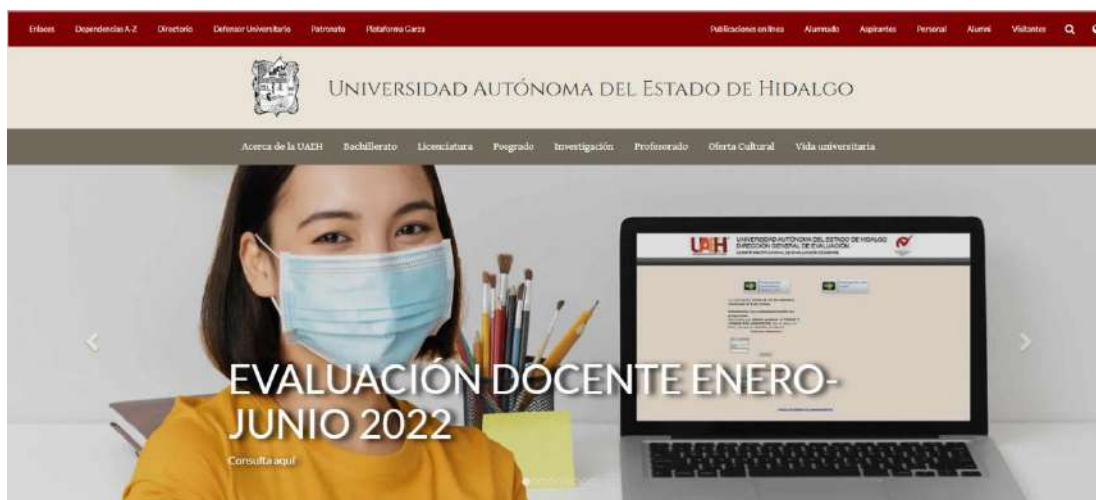 Enlaces Dependencias A-Z Directorio Defensor Universitario Patronato Plataforma Garza Publicaciones en línea Alumnado Aspirantes Personal Alumni Visitantes
UNIVERSIDAD AUTÓNOMA DEL ESTADO DE HIDALGO
Acerca de la UAEH Bachillerato Licenciatura Posgrado Investigación Profesorado Oferta Cultural Vida universitaria
UAEH UNIVERSIDAD AUTÓNOMA DEL ESTADO DE HIDALGO
DIRECCIÓN GENERAL DE EVALUACIÓN
EVALUACIÓN DOCENTE ENERO-
JUNIO 2022
Consulta aquí